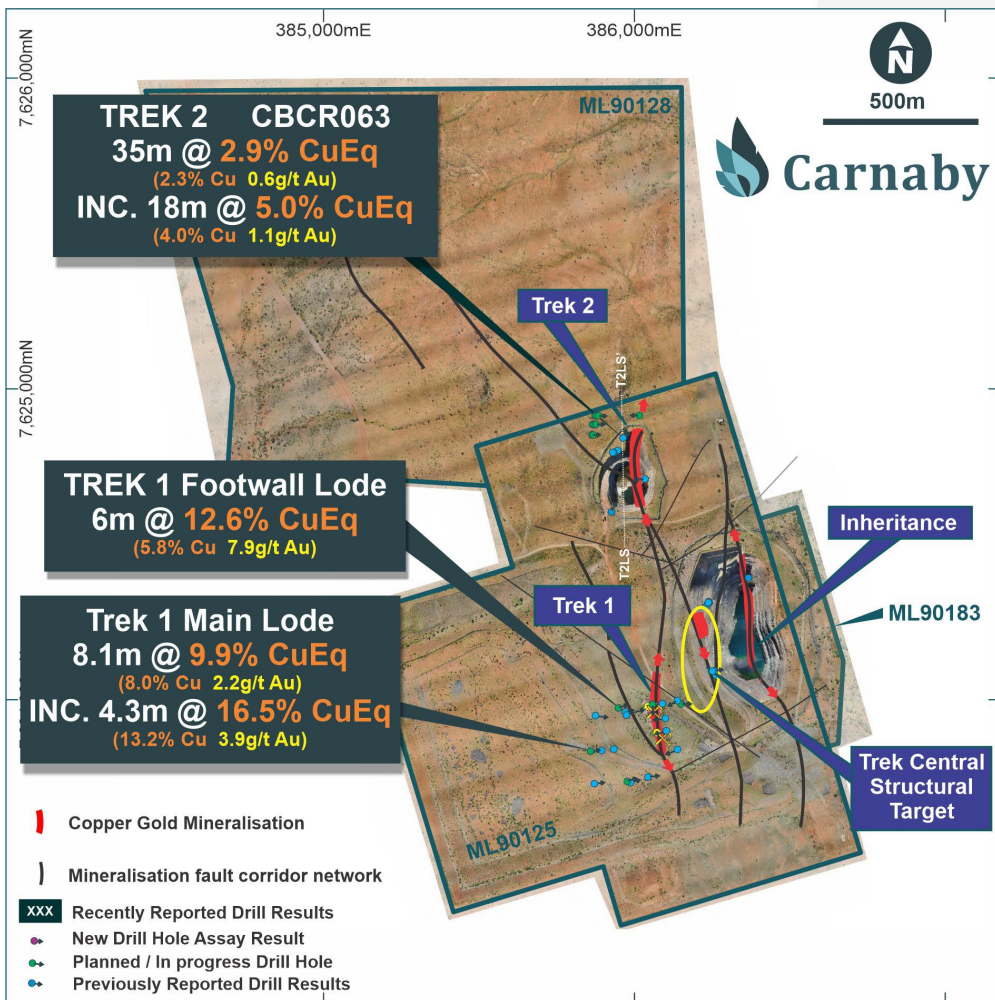 385,000mE
386,000mE
7,626,000mN
7,625,000mN
N
500m
Carnaby
ML90128
TREK 2 CBCR063
35m @ 2.9% CuEq
(2.3% Cu 0.6g/t Au)
INC. 18m @ 5.0% CuEq
(4.0% Cu 1.1g/t Au)
Trek 2
T2LS'
T2LS
TREK 1 Footwall Lode
6m @ 12.6% CuEq
(5.8% Cu 7.9g/t Au)
Inheritance
Trek 1
ML90183
Trek 1 Main Lode
8.1m @ 9.9% CuEq
(8.0% Cu 2.2g/t Au)
INC. 4.3m @ 16.5% CuEq
(13.2% Cu 3.9g/t Au)
Trek Central
Structural
Target
ML90125
Copper Gold Mineralisation
Mineralisation fault corridor network
XXX Recently Reported Drill Results
New Drill Hole Assay Result
Planned / In progress Drill Hole
Previously Reported Drill Results